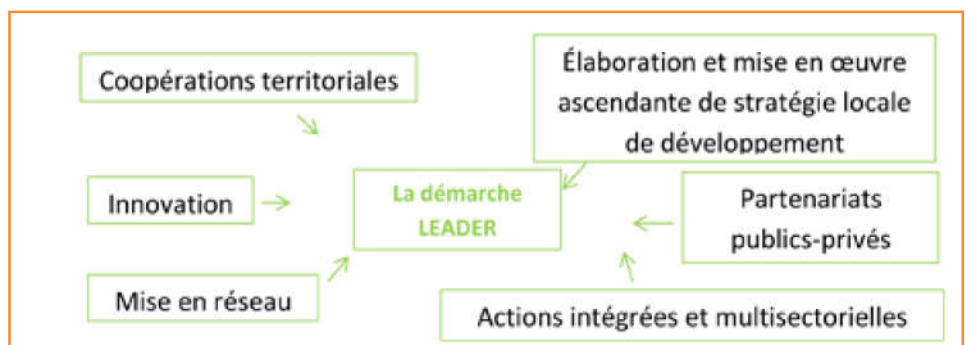 Coopérations territoriales
Élaboration et mise en œuvre
ascendante de stratégie locale
de développement
Innovation
La démarche
LEADER
Partenariats
publics-privés
Mise en réseau
Actions intégrées et multisectorielles